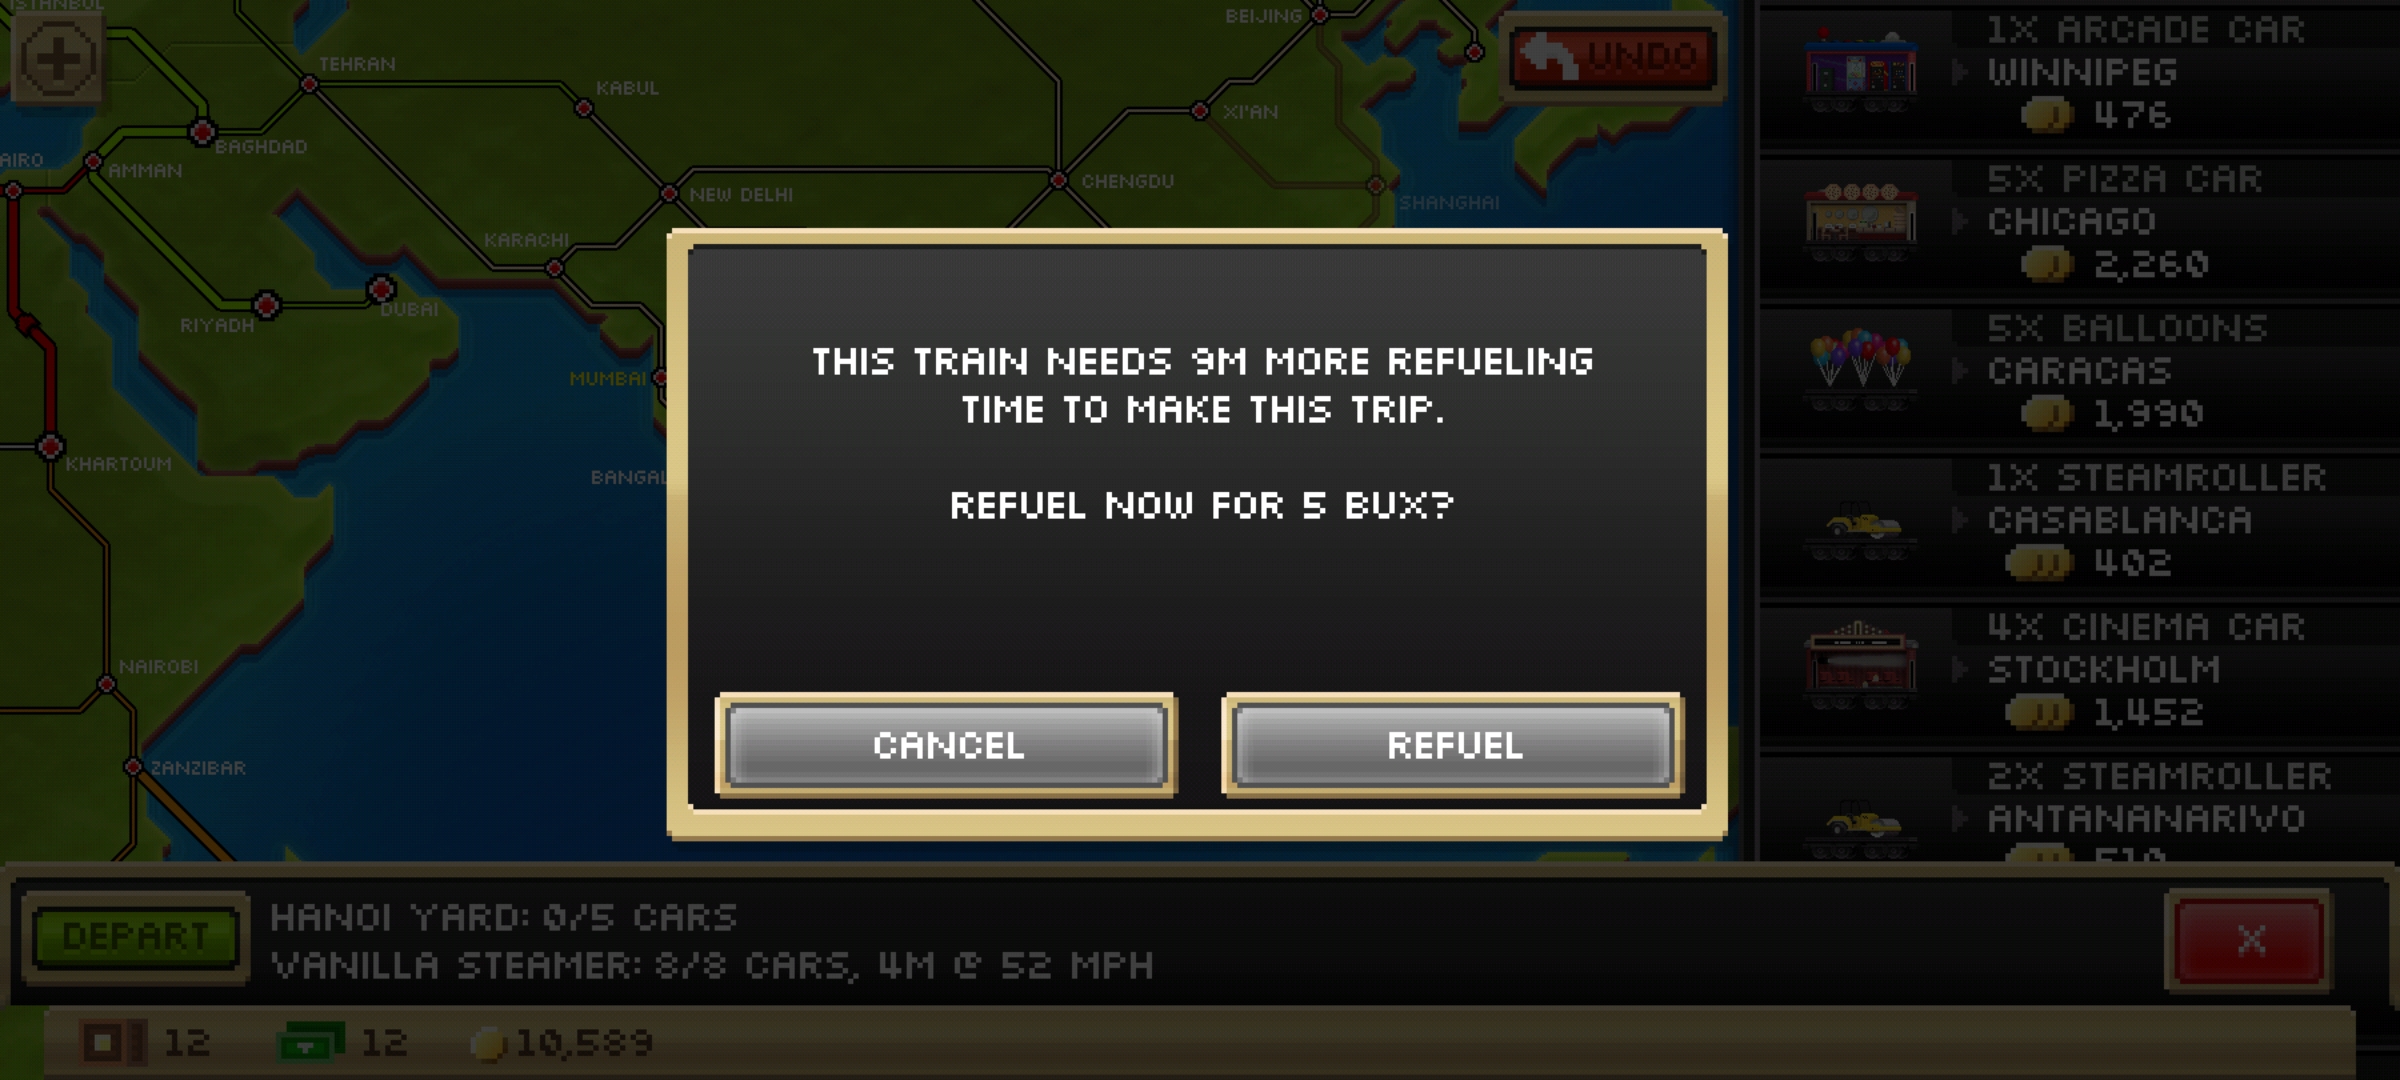 ISTANBUL
TEHRAN
KABUL
BEIJING
UNDO
XI'AN
BAGHDAD
AIRO
AMMAN
NEW DELHI
CHENGDU
SHANGHAI
KARACHI
RIYADH
DUBAI
MUMBAI
KHARTOUM
BANGAL
NAIROBI
ZANZIBAR
THIS TRAIN NEEDS 9M MORE REFUELING
TIME TO MAKE THIS TRIP.
REFUEL NOW FOR 5 BUX?
CANCEL
REFUEL
1X ARCADE CAR
WINNIPEG
476
5X PIZZA CAR
CHICAGO
2,260
5X BALLOONS
CARACAS
1,990
1X STEAMROLLER
CASABLANCA
402
4X CINEMA CAR
STOCKHOLM
1,452
2X STEAMROLLER
ANTANANARIVO
510
DEPART
HANOI YARD: 0/5 CARS
VANILLA STEAMER: 8/8 CARS, 4M @ 52 MPH
X
12
12
10,589